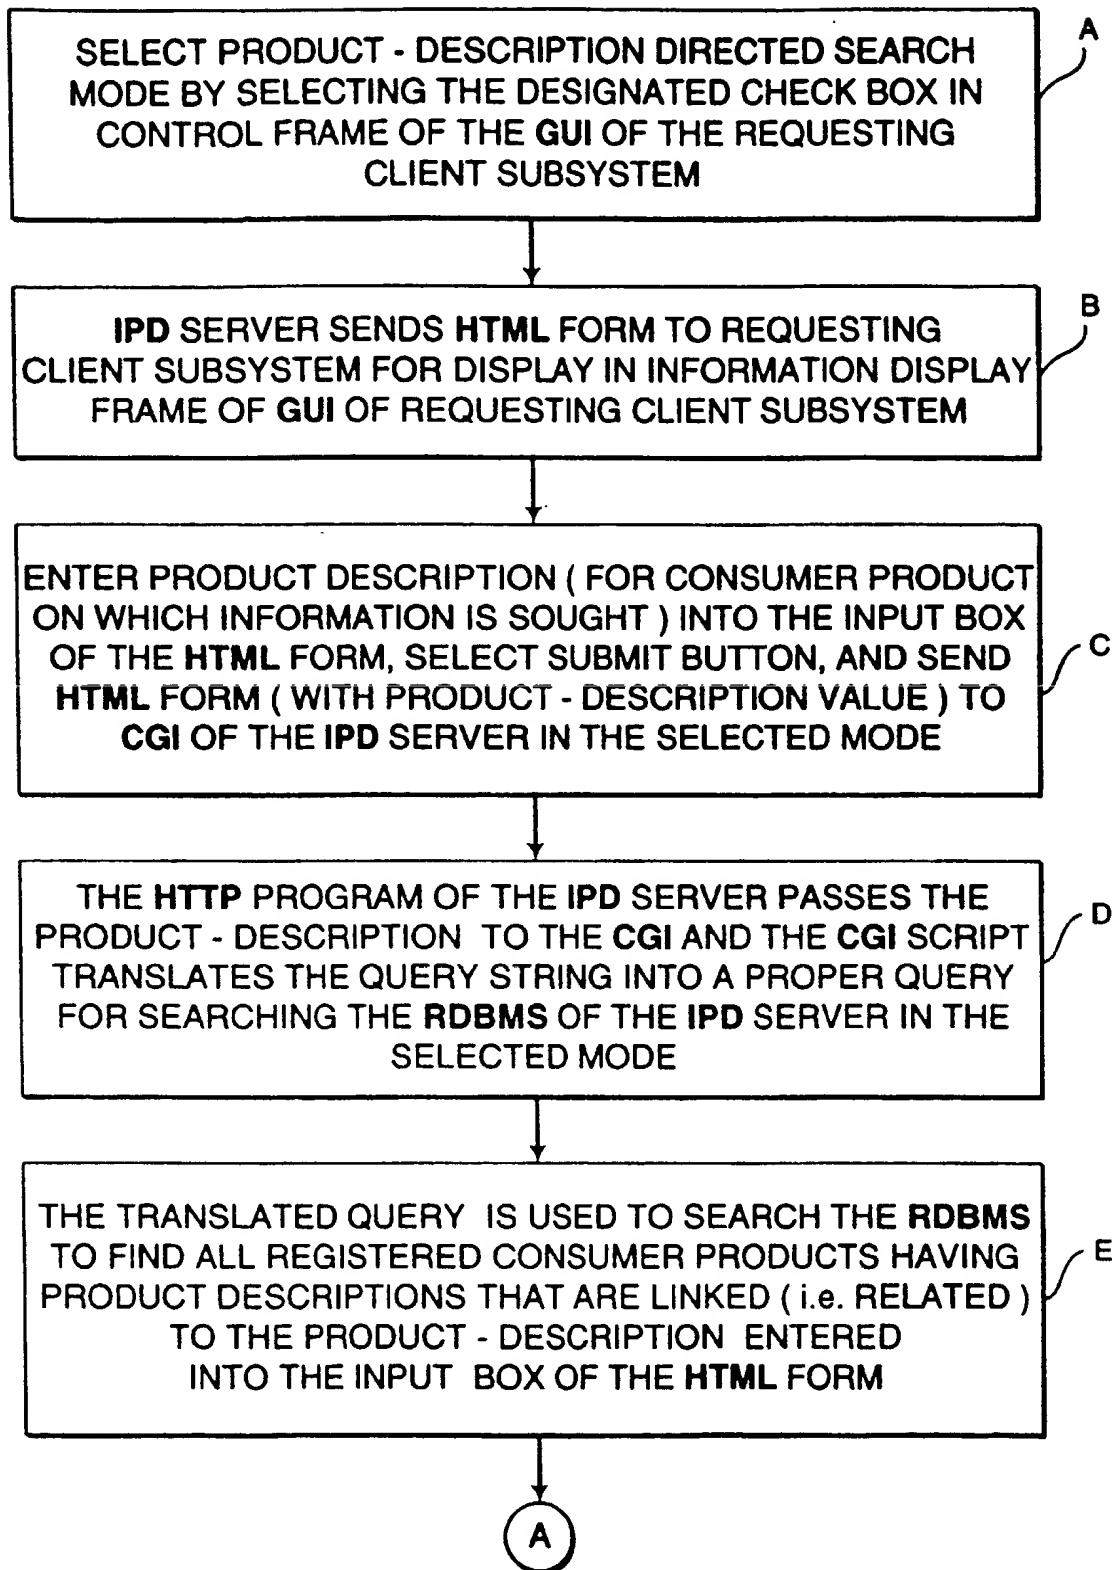 SELECT PRODUCT - DESCRIPTION DIRECTED SEARCH
MODE BY SELECTING THE DESIGNATED CHECK BOX IN
CONTROL FRAME OF THE GUI OF THE REQUESTING
CLIENT SUBSYSTEM
A
IPD SERVER SENDS HTML FORM TO REQUESTING
CLIENT SUBSYSTEM FOR DISPLAY IN INFORMATION DISPLAY
FRAME OF GUI OF REQUESTING CLIENT SUBSYSTEM
B
ENTER PRODUCT DESCRIPTION ( FOR CONSUMER PRODUCT
ON WHICH INFORMATION IS SOUGHT ) INTO THE INPUT BOX
OF THE HTML FORM, SELECT SUBMIT BUTTON, AND SEND
HTML FORM ( WITH PRODUCT - DESCRIPTION VALUE ) TO
CGI OF THE IPD SERVER IN THE SELECTED MODE
C
THE HTTP PROGRAM OF THE IPD SERVER PASSES THE
PRODUCT - DESCRIPTION TO THE CGI AND THE CGI SCRIPT
TRANSLATES THE QUERY STRING INTO A PROPER QUERY
FOR SEARCHING THE RDBMS OF THE IPD SERVER IN THE
SELECTED MODE
D
THE TRANSLATED QUERY IS USED TO SEARCH THE RDBMS
TO FIND ALL REGISTERED CONSUMER PRODUCTS HAVING
PRODUCT DESCRIPTIONS THAT ARE LINKED ( i.e. RELATED )
TO THE PRODUCT - DESCRIPTION ENTERED
INTO THE INPUT BOX OF THE HTML FORM
E
A